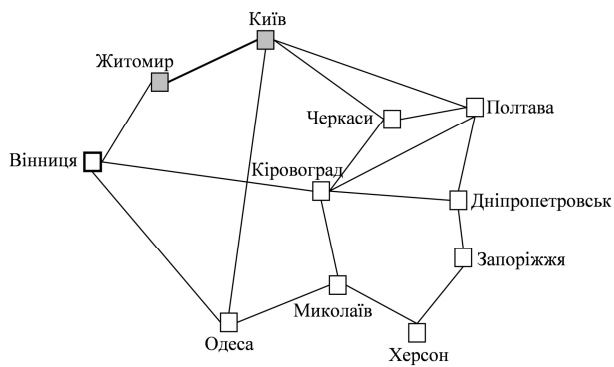 Київ
Житомир
Черкаси
Полтава
Вінниця
Кіровоград
Дніпропетровськ
Запоріжжя
Миколаїв
Одеса
Херсон